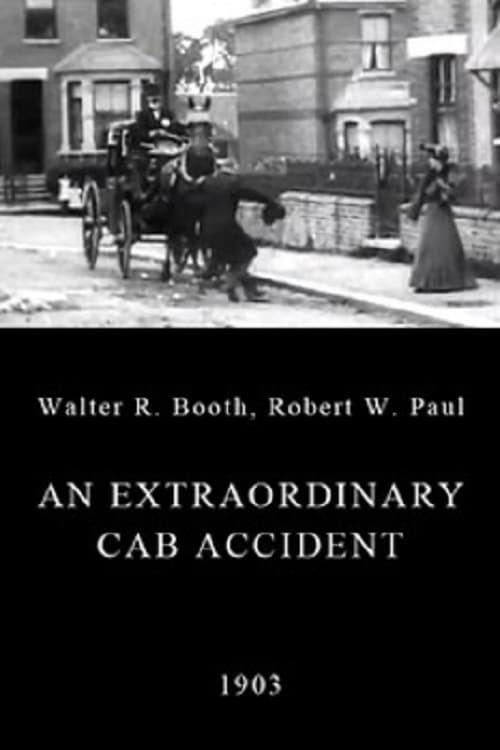 Walter R. Booth, Robert W. Paul
AN EXTRAORDINARY
CAB ACCIDENT
1903